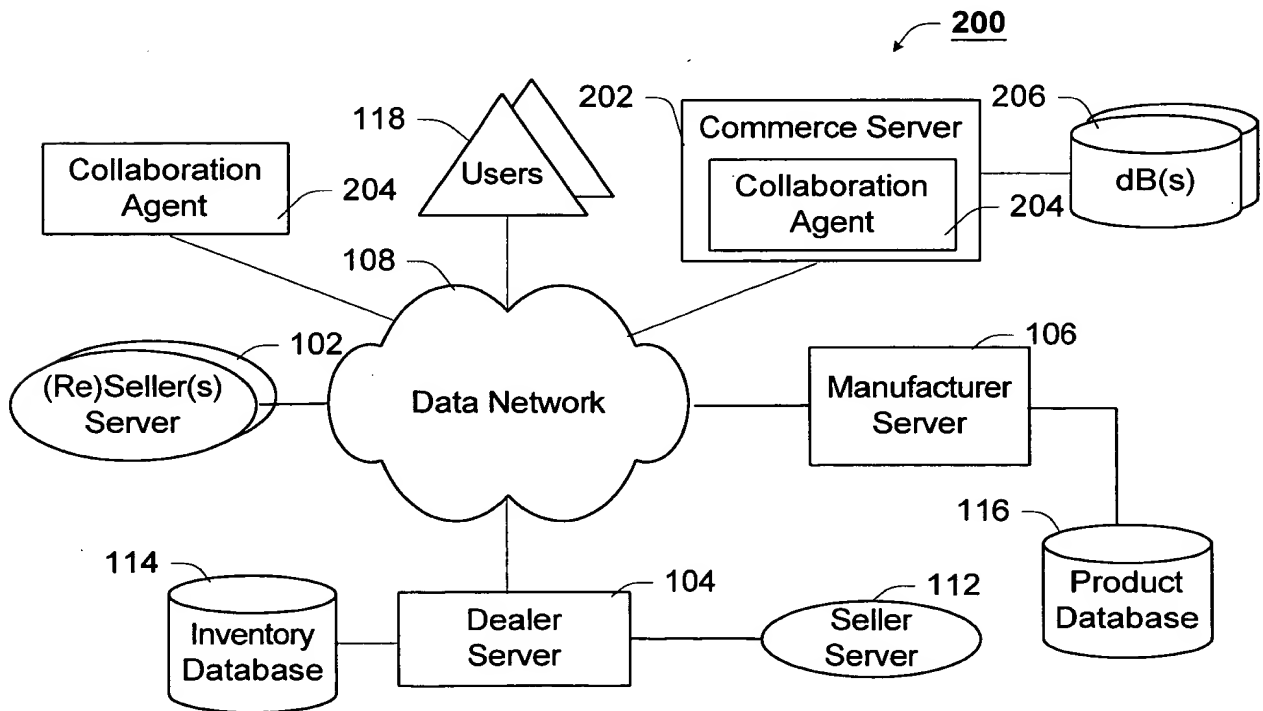 200
118
202
206
Commerce Server
Collaboration
Agent
204
Users
Collaboration
Agent
204
dB(s)
108
102
106
(Re)Seller(s)
Server
Data Network
Manufacturer
Server
116
114
104
112
Product
Database
Inventory
Database
Dealer
Server
Seller
Server